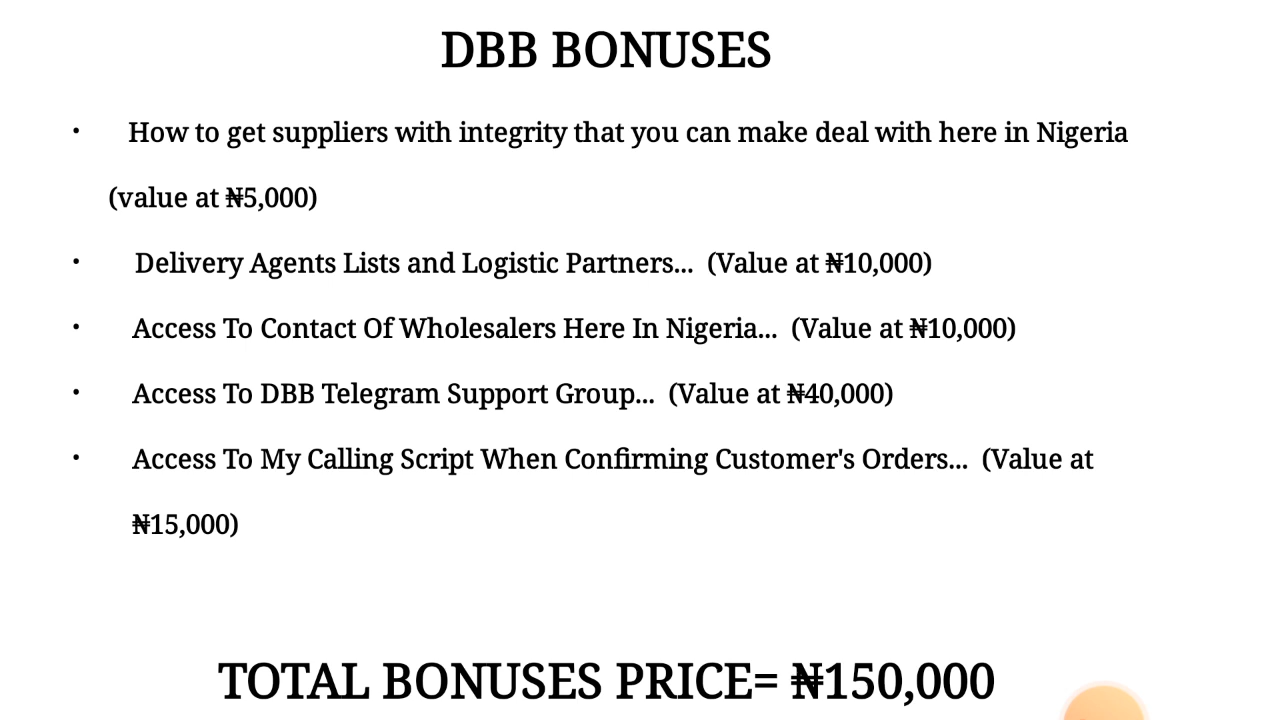 DBB BONUSES
• How to get suppliers with integrity that you can make deal with here in Nigeria
(value at ₦5,000)
• Delivery Agents Lists and Logistic Partners... (Value at ₦10,000)
• Access To Contact Of Wholesalers Here In Nigeria... (Value at ₦10,000)
• Access To DBB Telegram Support Group... (Value at ₦40,000)
• Access To My Calling Script When Confirming Customer's Orders... (Value at
₦15,000)
TOTAL BONUSES PRICE= ₦150,000